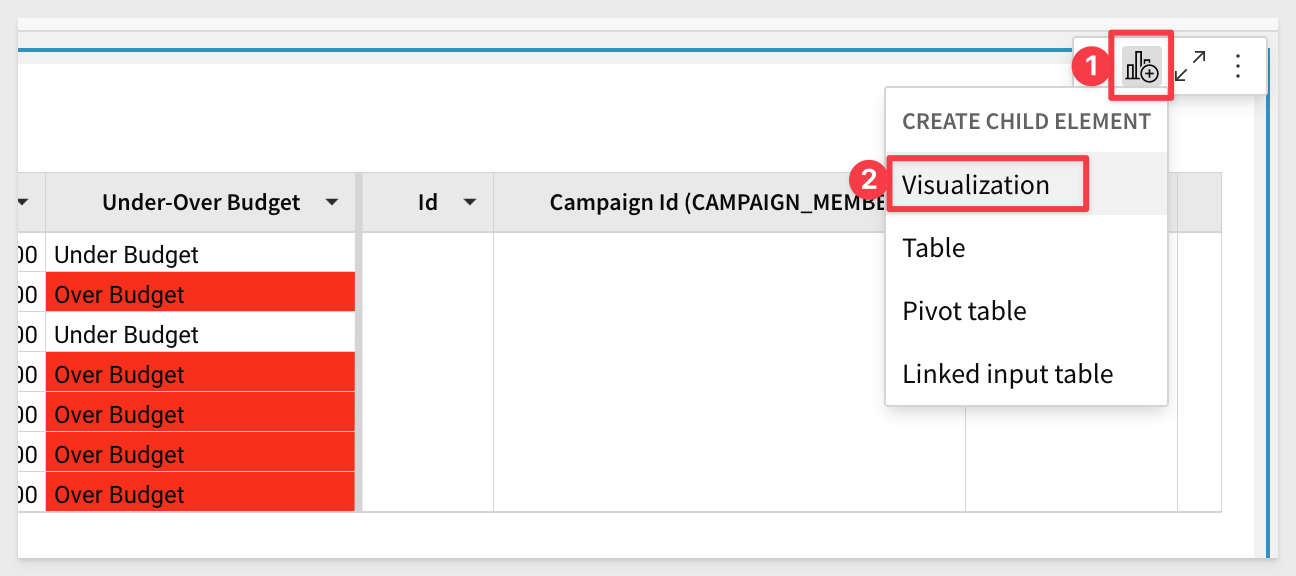 1
CREATE CHILD ELEMENT
2 Visualization
Table
Pivot table
Linked input table
Under-Over Budget Id Campaign Id (CAMPAIGN_MEMBE
00 Under Budget
00 Over Budget
00 Under Budget
00 Over Budget
00 Over Budget
00 Over Budget
00 Over Budget